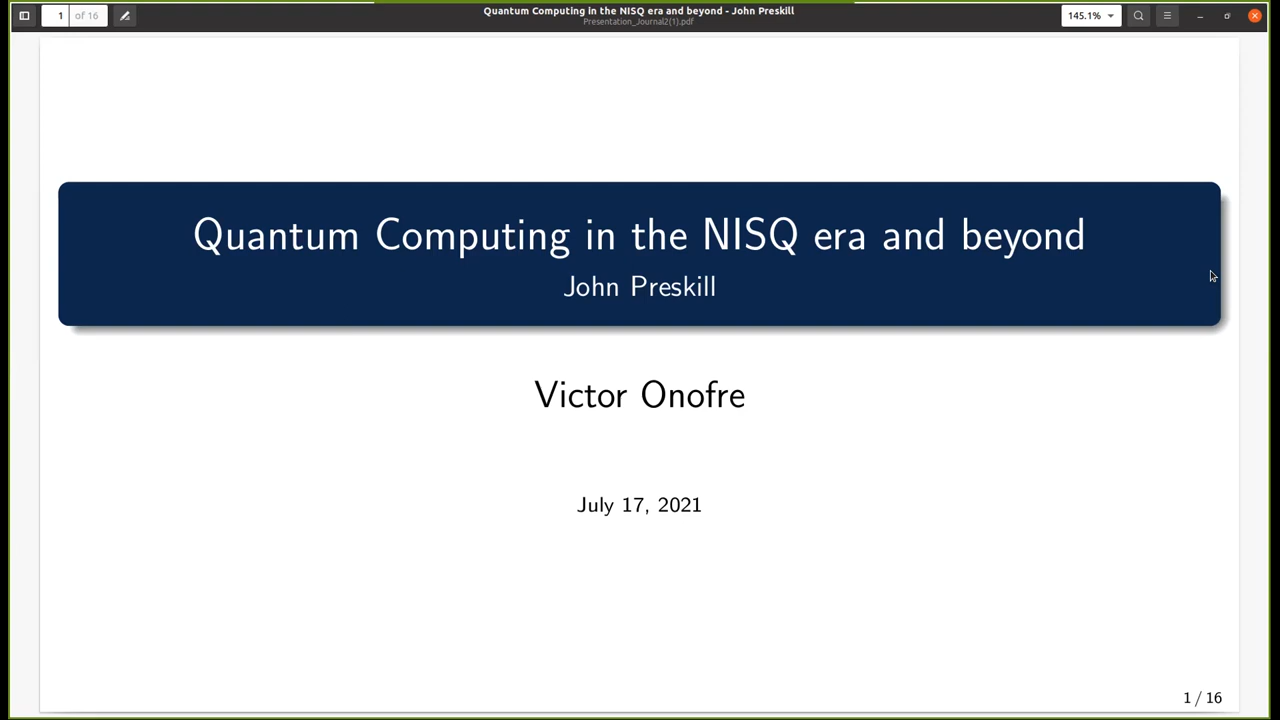 Quantum Computing in the NISQ era and beyond - John Preskill
Presentation_Journal2(1).pdf
1 of 16
145.1%
Quantum Computing in the NISQ era and beyond
John Preskill
Victor Onofre
July 17, 2021
1 / 16